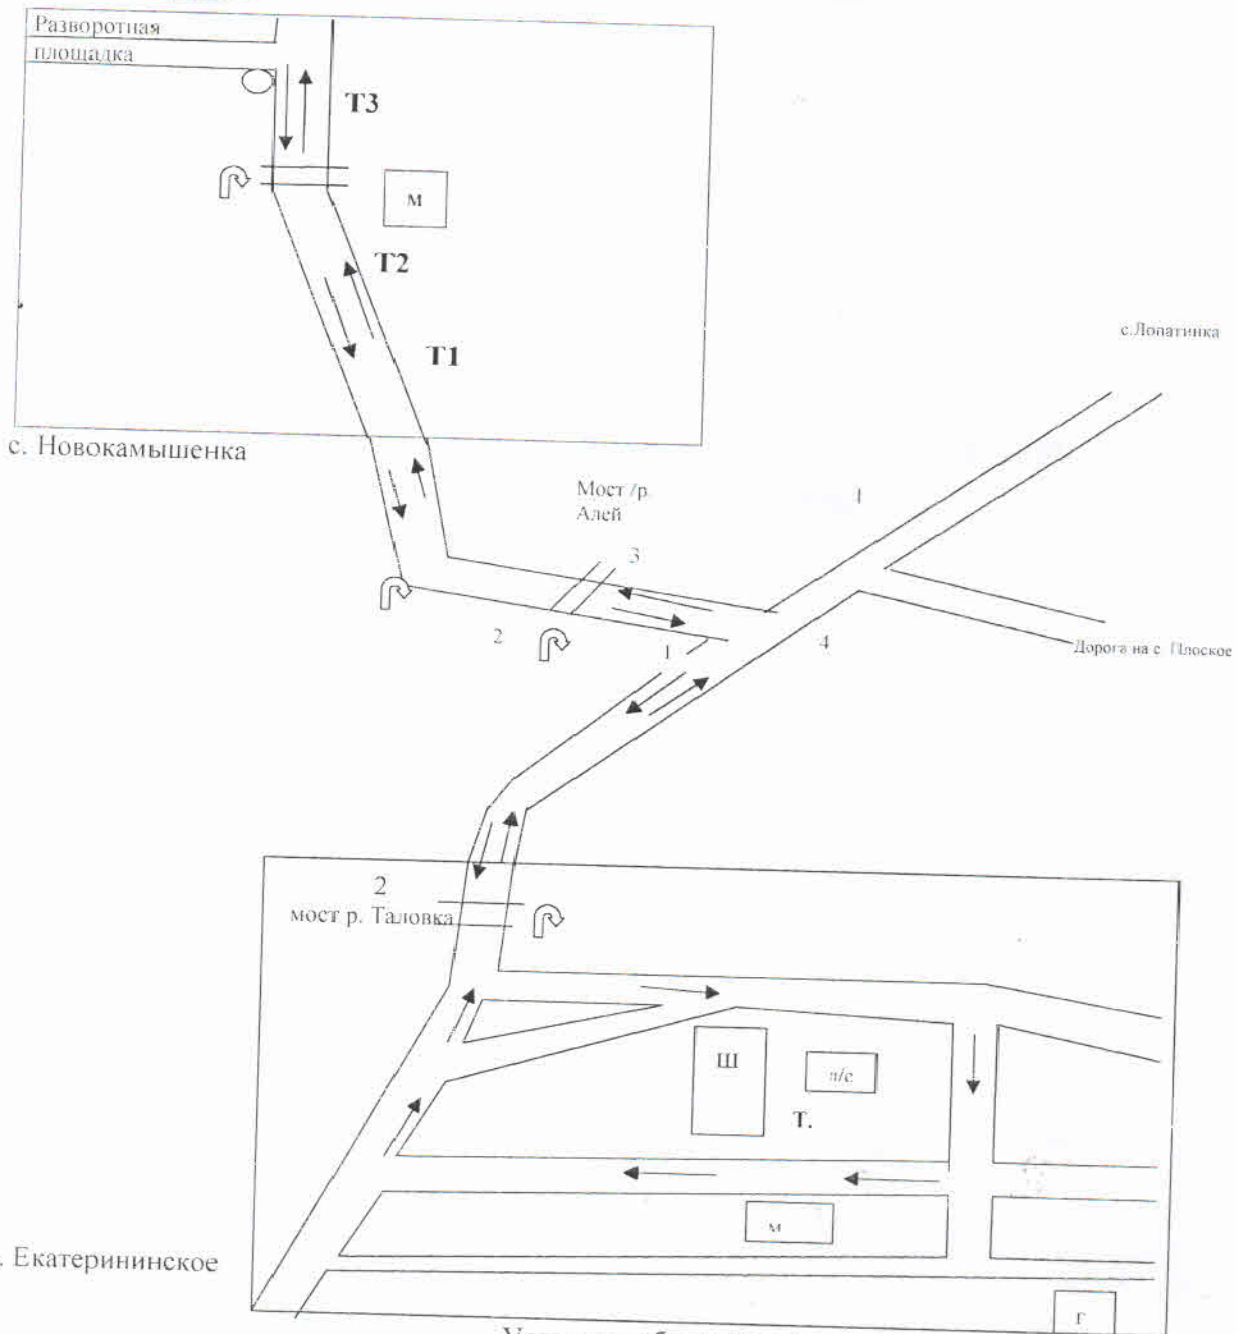 Разворотная
площадка
Т3
м
Т2
Т1
с.Лопатинка
с. Новокамышенка
Мост /р.
Алей
1
3
2
1
4
Дорога на с. Плоское
2
мост р. Таловка
Ш
д/с
Т.
м
. Екатерининское
г